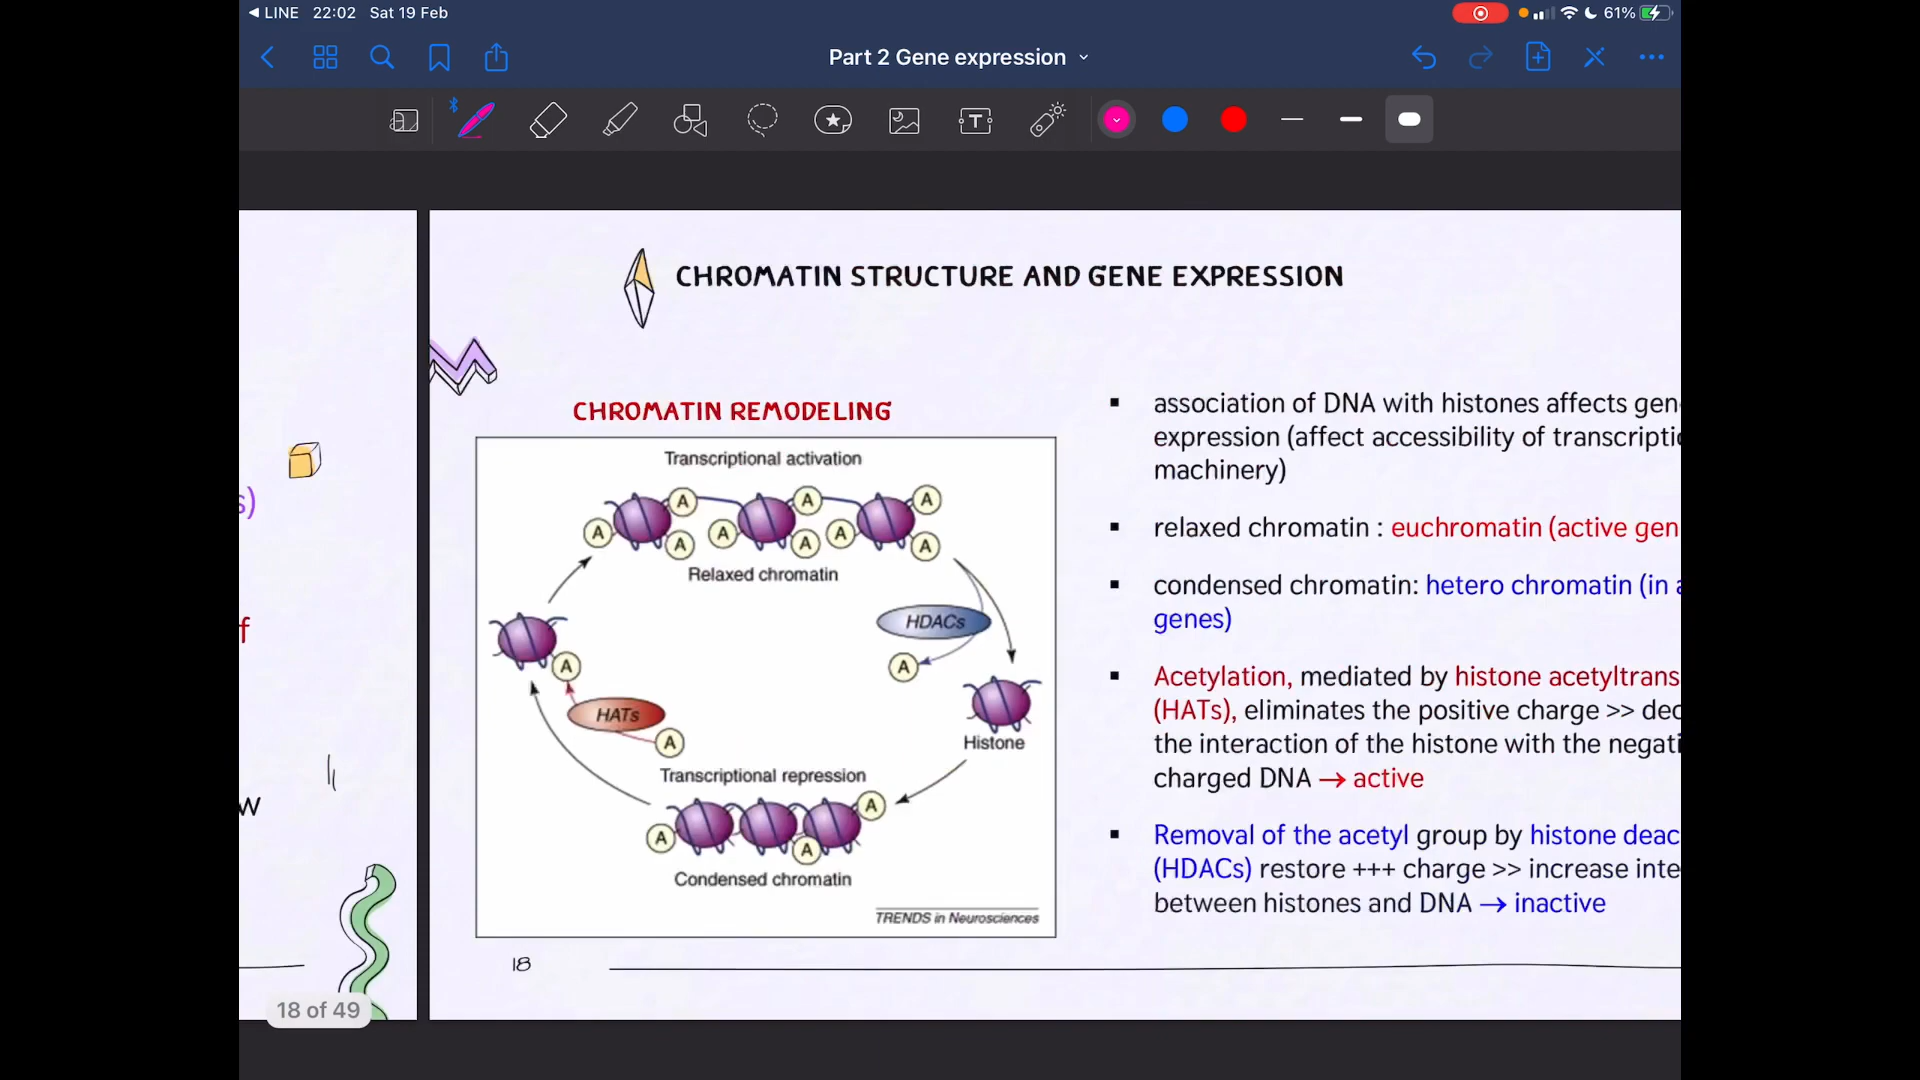 LINE 22:02 Sat 19 Feb
61%
Part 2 Gene expression
T
CHROMATIN STRUCTURE AND GENE EXPRESSION
s)
f
w
CHROMATIN REMODELING
Transcriptional activation
A A A
A A A A A A
Relaxed chromatin
HDACs
A A
HATs
A
Histone
Transcriptional repression
A
A
A
Condensed chromatin
TRENDS in Neurosciences
18
18 of 49
▪ association of DNA with histones affects gen
expression (affect accessibility of transcripti
machinery)
▪ relaxed chromatin : euchromatin (active gen
▪ condensed chromatin: hetero chromatin (in a
genes)
▪ Acetylation, mediated by histone acetyltrans
(HATs), eliminates the positive charge >> dec
the interaction of the histone with the negati
charged DNA → active
▪ Removal of the acetyl group by histone deac
(HDACs) restore +++ charge >> increase inte
between histones and DNA → inactive